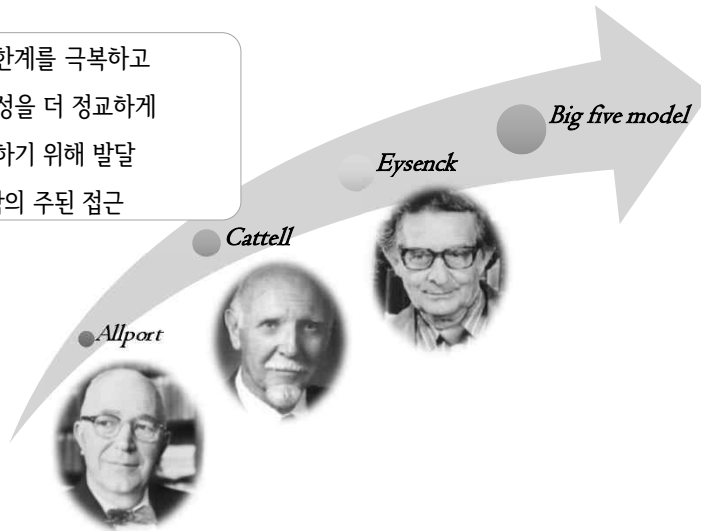 한계를 극복하고
성을 더 정교하게
하기 위해 발달
의 주된 접근
Big five model
Eysenck
Cattell
Allport